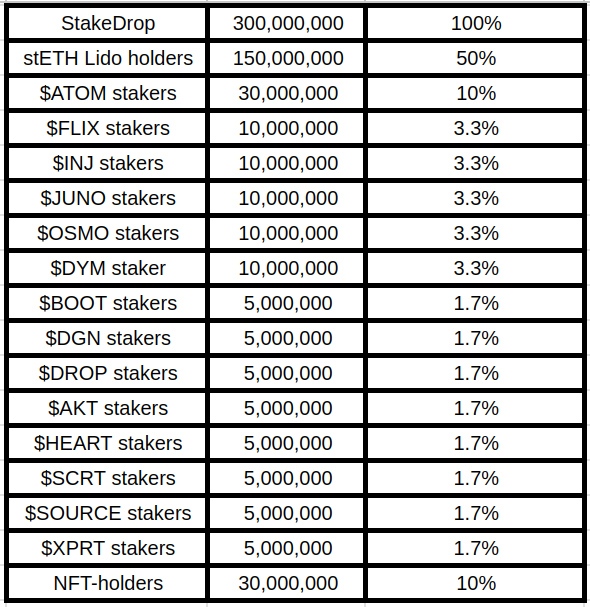 StakeDrop 300,000,000 100%
stETH Lido holders 150,000,000 50%
$ATOM stakers 30,000,000 10%
$FLIX stakers 10,000,000 3.3%
$INJ stakers 10,000,000 3.3%
$JUNO stakers 10,000,000 3.3%
$OSMO stakers 10,000,000 3.3%
$DYM staker 10,000,000 3.3%
$BOOT stakers 5,000,000 1.7%
$DGN stakers 5,000,000 1.7%
$DROP stakers 5,000,000 1.7%
$AKT stakers 5,000,000 1.7%
$HEART stakers 5,000,000 1.7%
$SCRT stakers 5,000,000 1.7%
$SOURCE stakers 5,000,000 1.7%
$XPRT stakers 5,000,000 1.7%
NFT-holders 30,000,000 10%